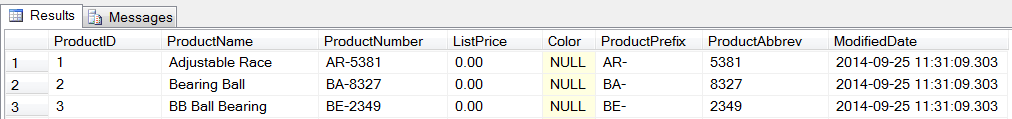 Results Messages
ProductID ProductName ProductNumber ListPrice Color ProductPrefix ProductAbbrev ModifiedDate
1 1 Adjustable Race AR-5381 0.00 NULL AR- 5381 2014-09-25 11:31:09.303
2 2 Bearing Ball BA-8327 0.00 NULL BA- 8327 2014-09-25 11:31:09.303
3 3 BB Ball Bearing BE-2349 0.00 NULL BE- 2349 2014-09-25 11:31:09.303